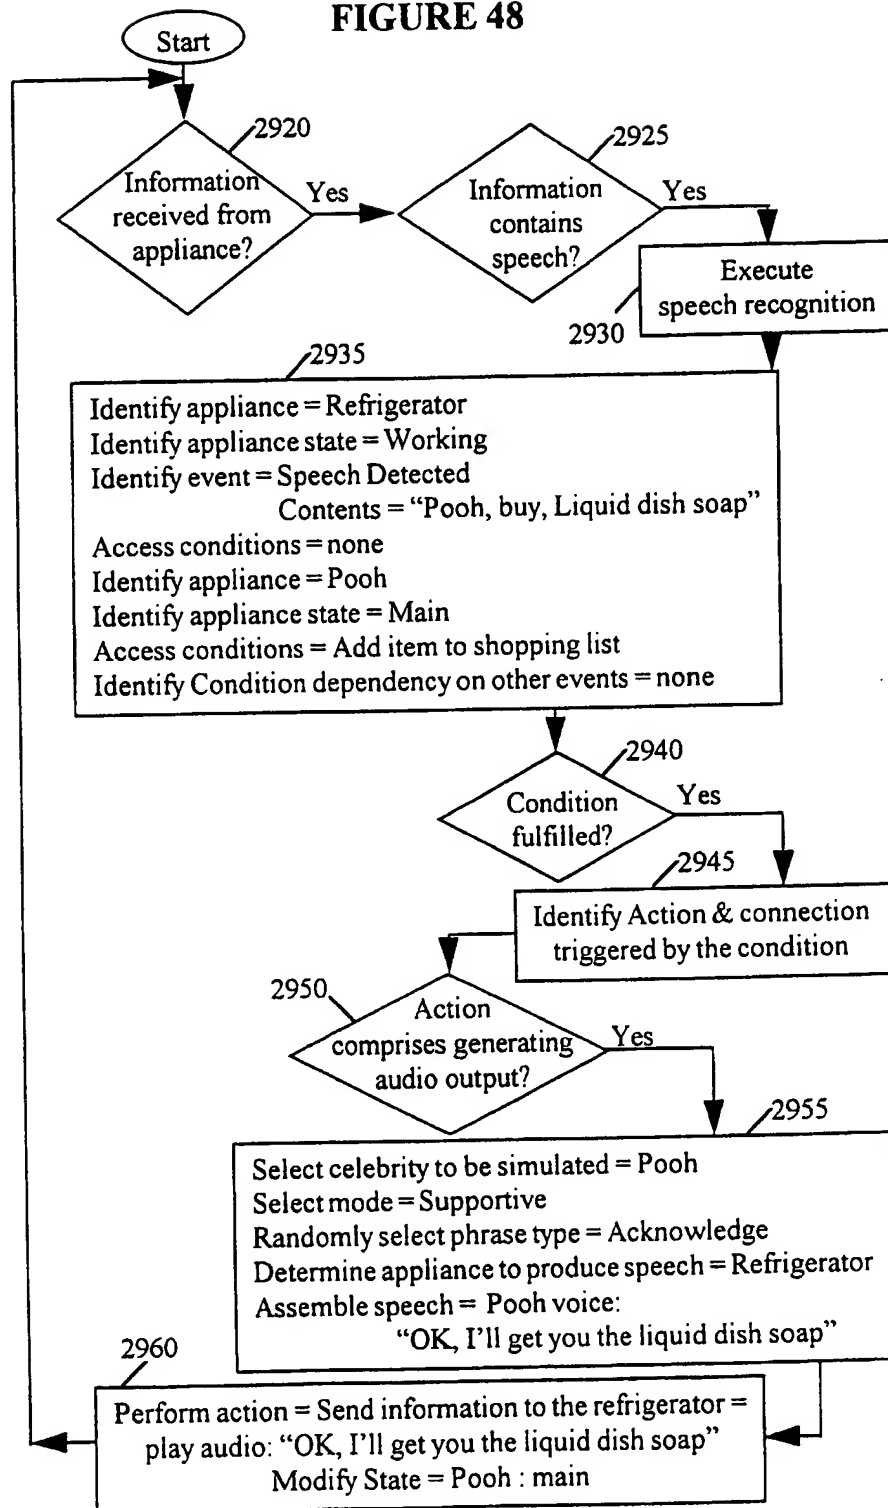 FIGURE 48
Start
2920
Information
received from
appliance?
Yes
2925
Information
contains
speech?
Yes
Execute
speech recognition
2930
2935
Identify appliance = Refrigerator
Identify appliance state = Working
Identify event = Speech Detected
Contents = “Pooh, buy, Liquid dish soap”
Access conditions = none
Identify appliance = Pooh
Identify appliance state = Main
Access conditions = Add item to shopping list
Identify Condition dependency on other events = none
2940
Condition
fulfilled?
Yes
2945
Identify Action & connection
triggered by the condition
2950
Action
comprises generating
audio output?
Yes
2955
Select celebrity to be simulated = Pooh
Select mode = Supportive
Randomly select phrase type = Acknowledge
Determine appliance to produce speech = Refrigerator
Assemble speech = Pooh voice:
“OK, I’ll get you the liquid dish soap”
2960
Perform action = Send information to the refrigerator =
play audio: “OK, I’ll get you the liquid dish soap”
Modify State = Pooh : main